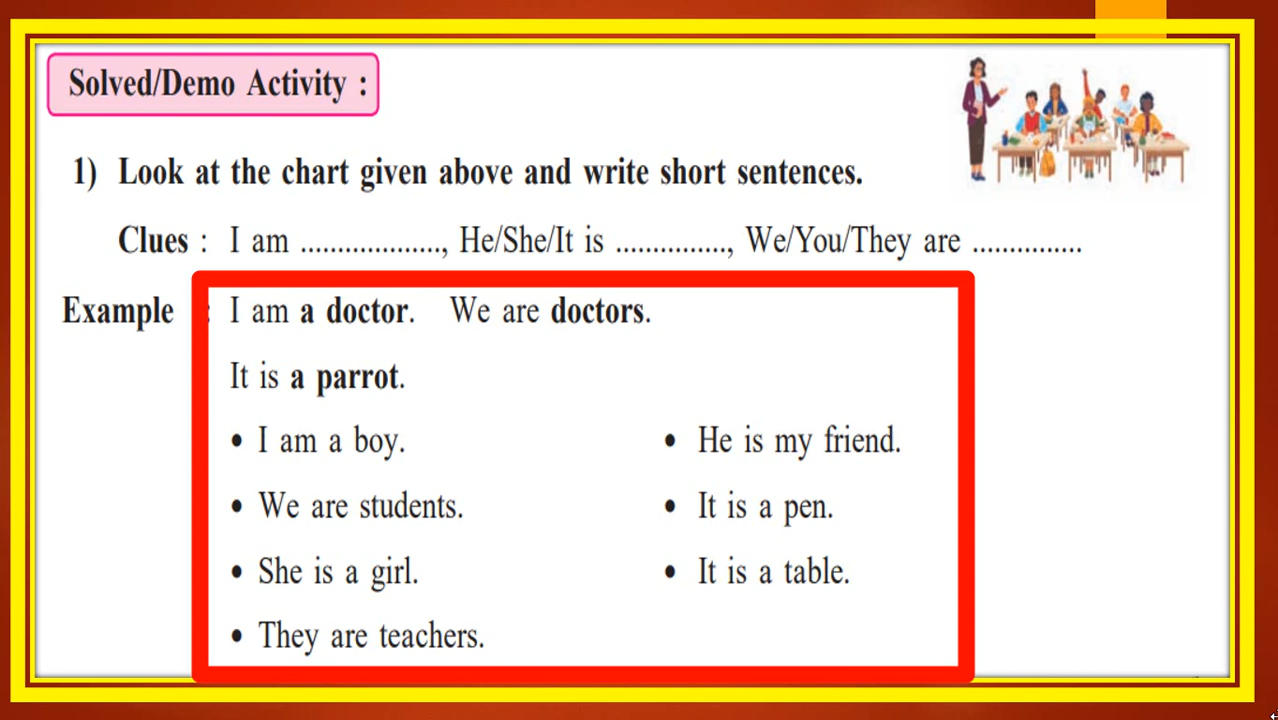 Solved/Demo Activity :
1) Look at the chart given above and write short sentences.
Clues : I am ..................., He/She/It is ..............., We/You/They are ...............
Example : I am a doctor. We are doctors.
It is a parrot.
• I am a boy. • He is my friend.
• We are students. • It is a pen.
• She is a girl. • It is a table.
• They are teachers.